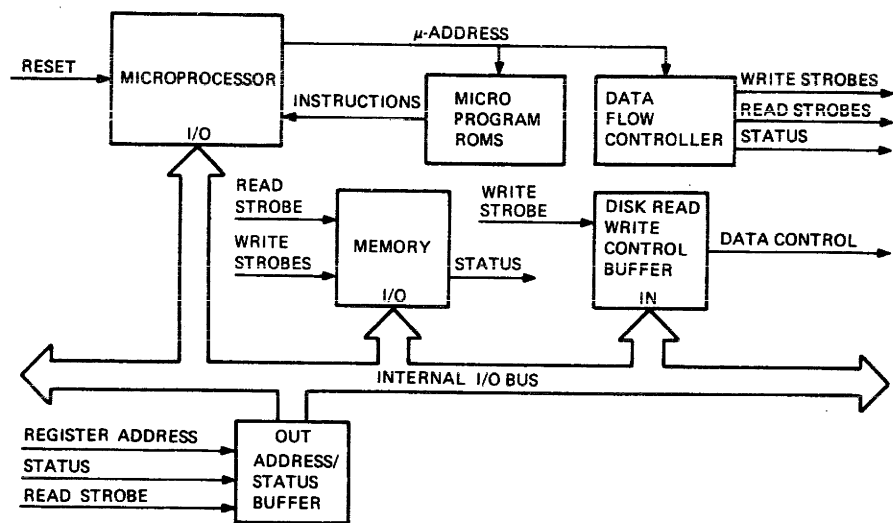 μ-ADDRESS
RESET
MICROPROCESSOR
I/O
INSTRUCTIONS
MICRO
PROGRAM
ROMS
DATA
FLOW
CONTROLLER
WRITE STROBES
READ STROBES
STATUS
READ
STROBE
WRITE
STROBES
MEMORY
I/O
STATUS
WRITE
STROBE
DISK READ
WRITE
CONTROL
BUFFER
IN
DATA CONTROL
INTERNAL I/O BUS
REGISTER ADDRESS
STATUS
READ STROBE
OUT
ADDRESS/
STATUS
BUFFER